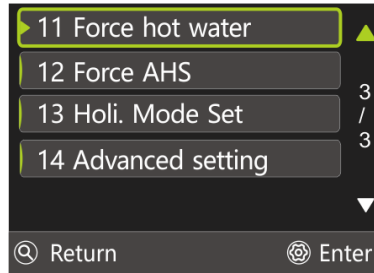 11 Force hot water
12 Force AHS
13 Holi. Mode Set
14 Advanced setting
3
/
3
Return
Enter